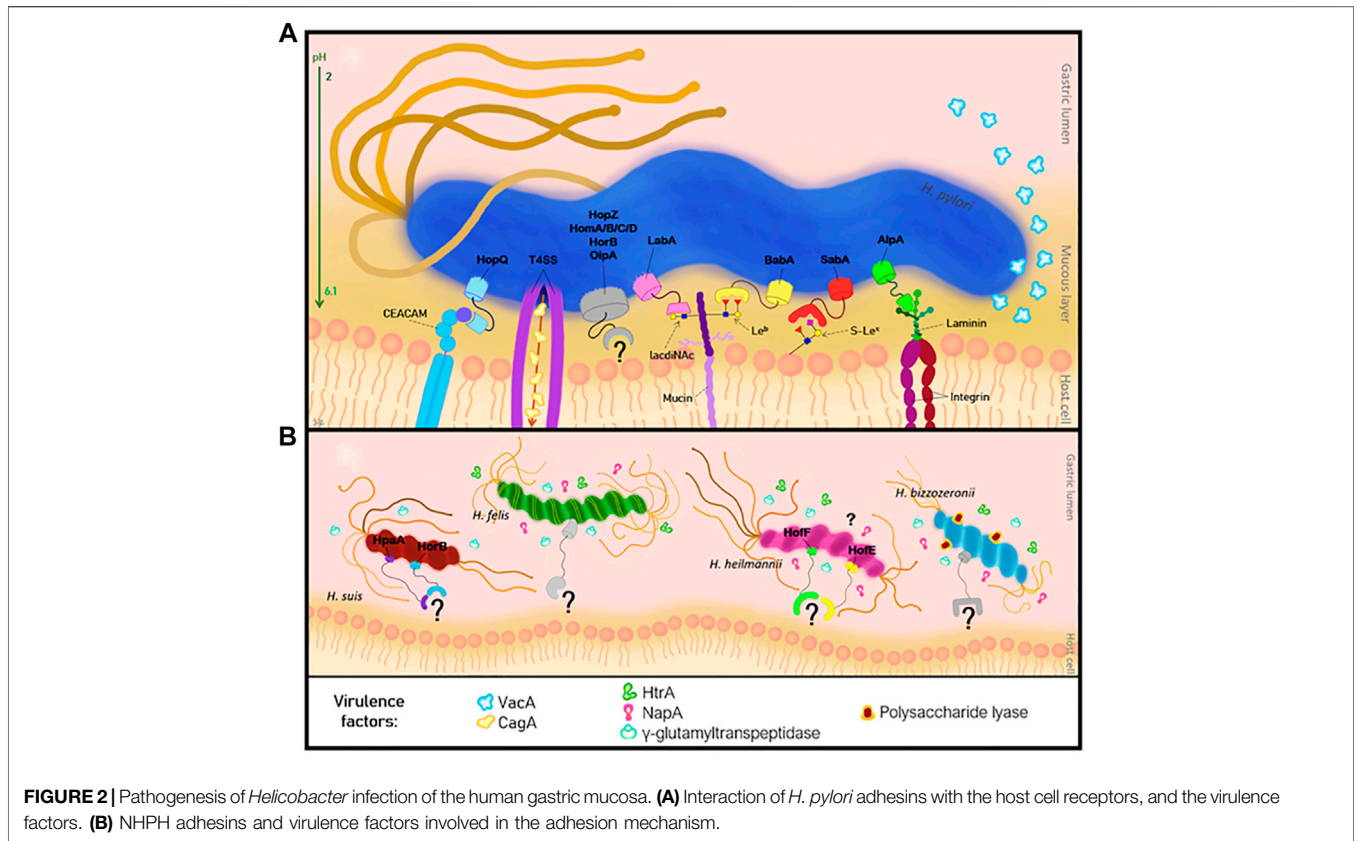 A
pH
2
6.1
Gastric lumen
Mucous layer
Host cell
H. pylori
HopQ
T4SS
HopZ
HomA/B/C/D
HorB
OipA
LabA
BabA
SabA
AlpA
CEACAM
?
lacdiNAc
Leᵇ
S-Leˣ
Laminin
Mucin
Integrin
B
Gastric lumen
Host cell
H. suis
HpaA
HorB
?
H. felis
?
H. heilmannii
HofF
?
HofE
?
H. bizzozeronii
?
Virulence
factors:
VacA
CagA
HtrA
NapA
γ-glutamyltranspeptidase
Polysaccharide lyase
FIGURE 2 | Pathogenesis of Helicobacter infection of the human gastric mucosa. (A) Interaction of H. pylori adhesins with the host cell receptors, and the virulence
factors. (B) NHPH adhesins and virulence factors involved in the adhesion mechanism.